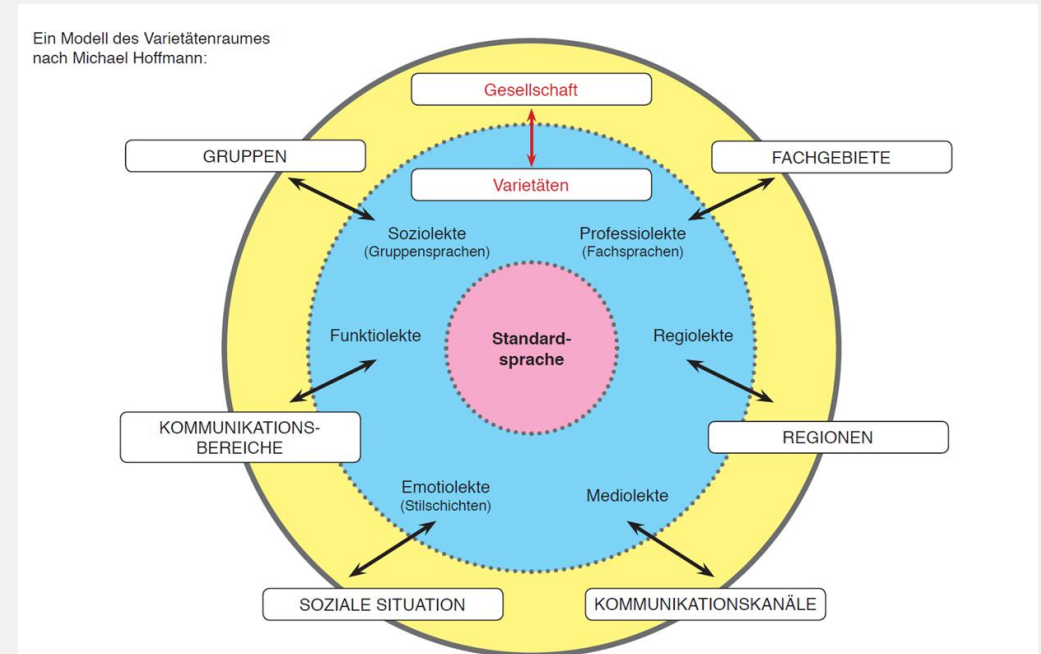 Ein Modell des Varietätenraumes
nach Michael Hoffmann:
Gesellschaft
GRUPPEN
FACHGEBIETE
Varietäten
Soziolekte
(Gruppensprachen)
Professiolekte
(Fachsprachen)
Funktiolekte
Standard-
sprache
Regiolekte
KOMMUNIKATIONS-
BEREICHE
REGIONEN
Emotiolekte
(Stilschichten)
Mediolekte
SOZIALE SITUATION
KOMMUNIKATIONSKANÄLE